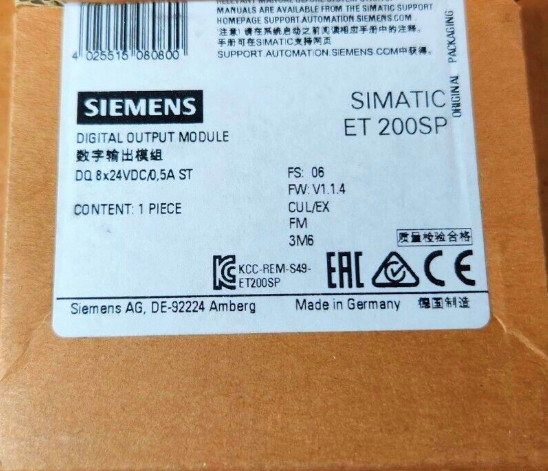 MANUALS ARE AVAILABLE FROM THE SIMATIC SUPPORT
HOMEPAGE SUPPORT.AUTOMATION.SIEMENS.COM
注意! 请在系统启动之前阅读相应手册中的注释。
手册可在SIMATIC支持网页
SUPPORT.AUTOMATION.SIEMENS.COM中获得。
4 025515 080800
ORIGINAL PACKAGING
SIEMENS
SIMATIC
ET 200SP
DIGITAL OUTPUT MODULE
数字输出模组
DQ 8x24VDC/0,5A ST
FS: 06
FW: V1.1.4
CONTENT: 1 PIECE
CUL/EX
FM
3M6
质量检验合格
KCC-REM-S49-
ET200SP
EAC
CE
Siemens AG, DE-92224 Amberg
Made in Germany 德国制造